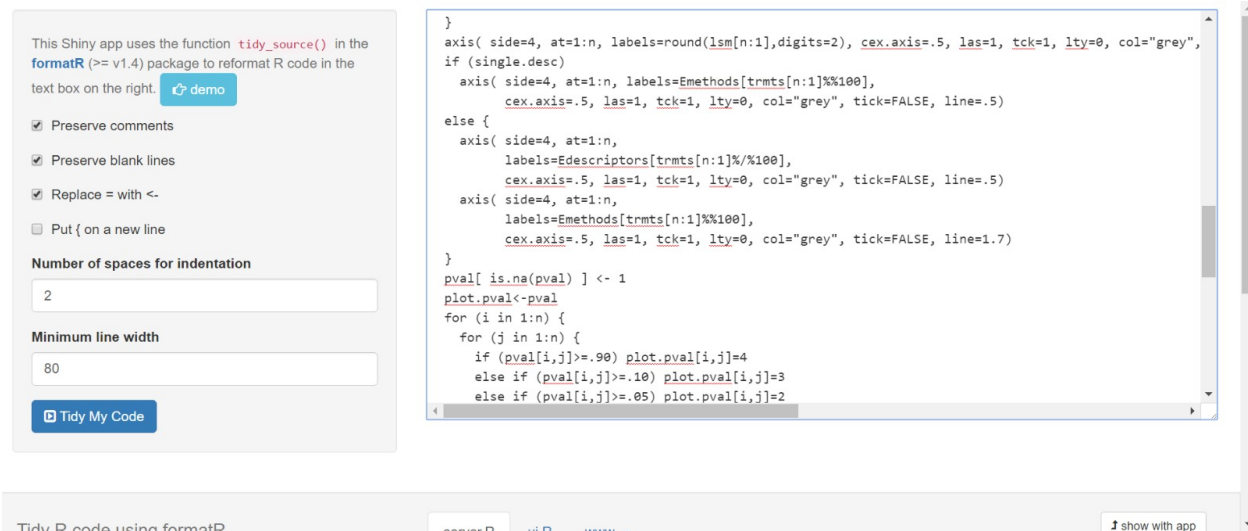 This Shiny app uses the function tidy_source() in the
formatR (>= v1.4) package to reformat R code in the
text box on the right. demo
Preserve comments
Preserve blank lines
Replace = with <-
Put { on a new line
Number of spaces for indentation
2
Minimum line width
80
Tidy My Code
}
axis( side=4, at=1:n, labels=round(lsm[n:1],digits=2), cex.axis=.5, las=1, tck=1, lty=0, col="grey",
if (single.desc)
  axis( side=4, at=1:n, labels=Emethods[trmts[n:1]%%100],
        cex.axis=.5, las=1, tck=1, lty=0, col="grey", tick=FALSE, line=.5)
else {
  axis( side=4, at=1:n,
        labels=Edescriptors[trmts[n:1]%/%100],
        cex.axis=.5, las=1, tck=1, lty=0, col="grey", tick=FALSE, line=.5)
  axis( side=4, at=1:n,
        labels=Emethods[trmts[n:1]%%100],
        cex.axis=.5, las=1, tck=1, lty=0, col="grey", tick=FALSE, line=1.7)
}
pval[ is.na(pval) ] <- 1
plot.pval<-pval
for (i in 1:n) {
  for (j in 1:n) {
    if (pval[i,j]>=.90) plot.pval[i,j]=4
    else if (pval[i,j]>=.10) plot.pval[i,j]=3
    else if (pval[i,j]>=.05) plot.pval[i,j]=2
Tidy R code using formatR
server.R ui.R www
show with app